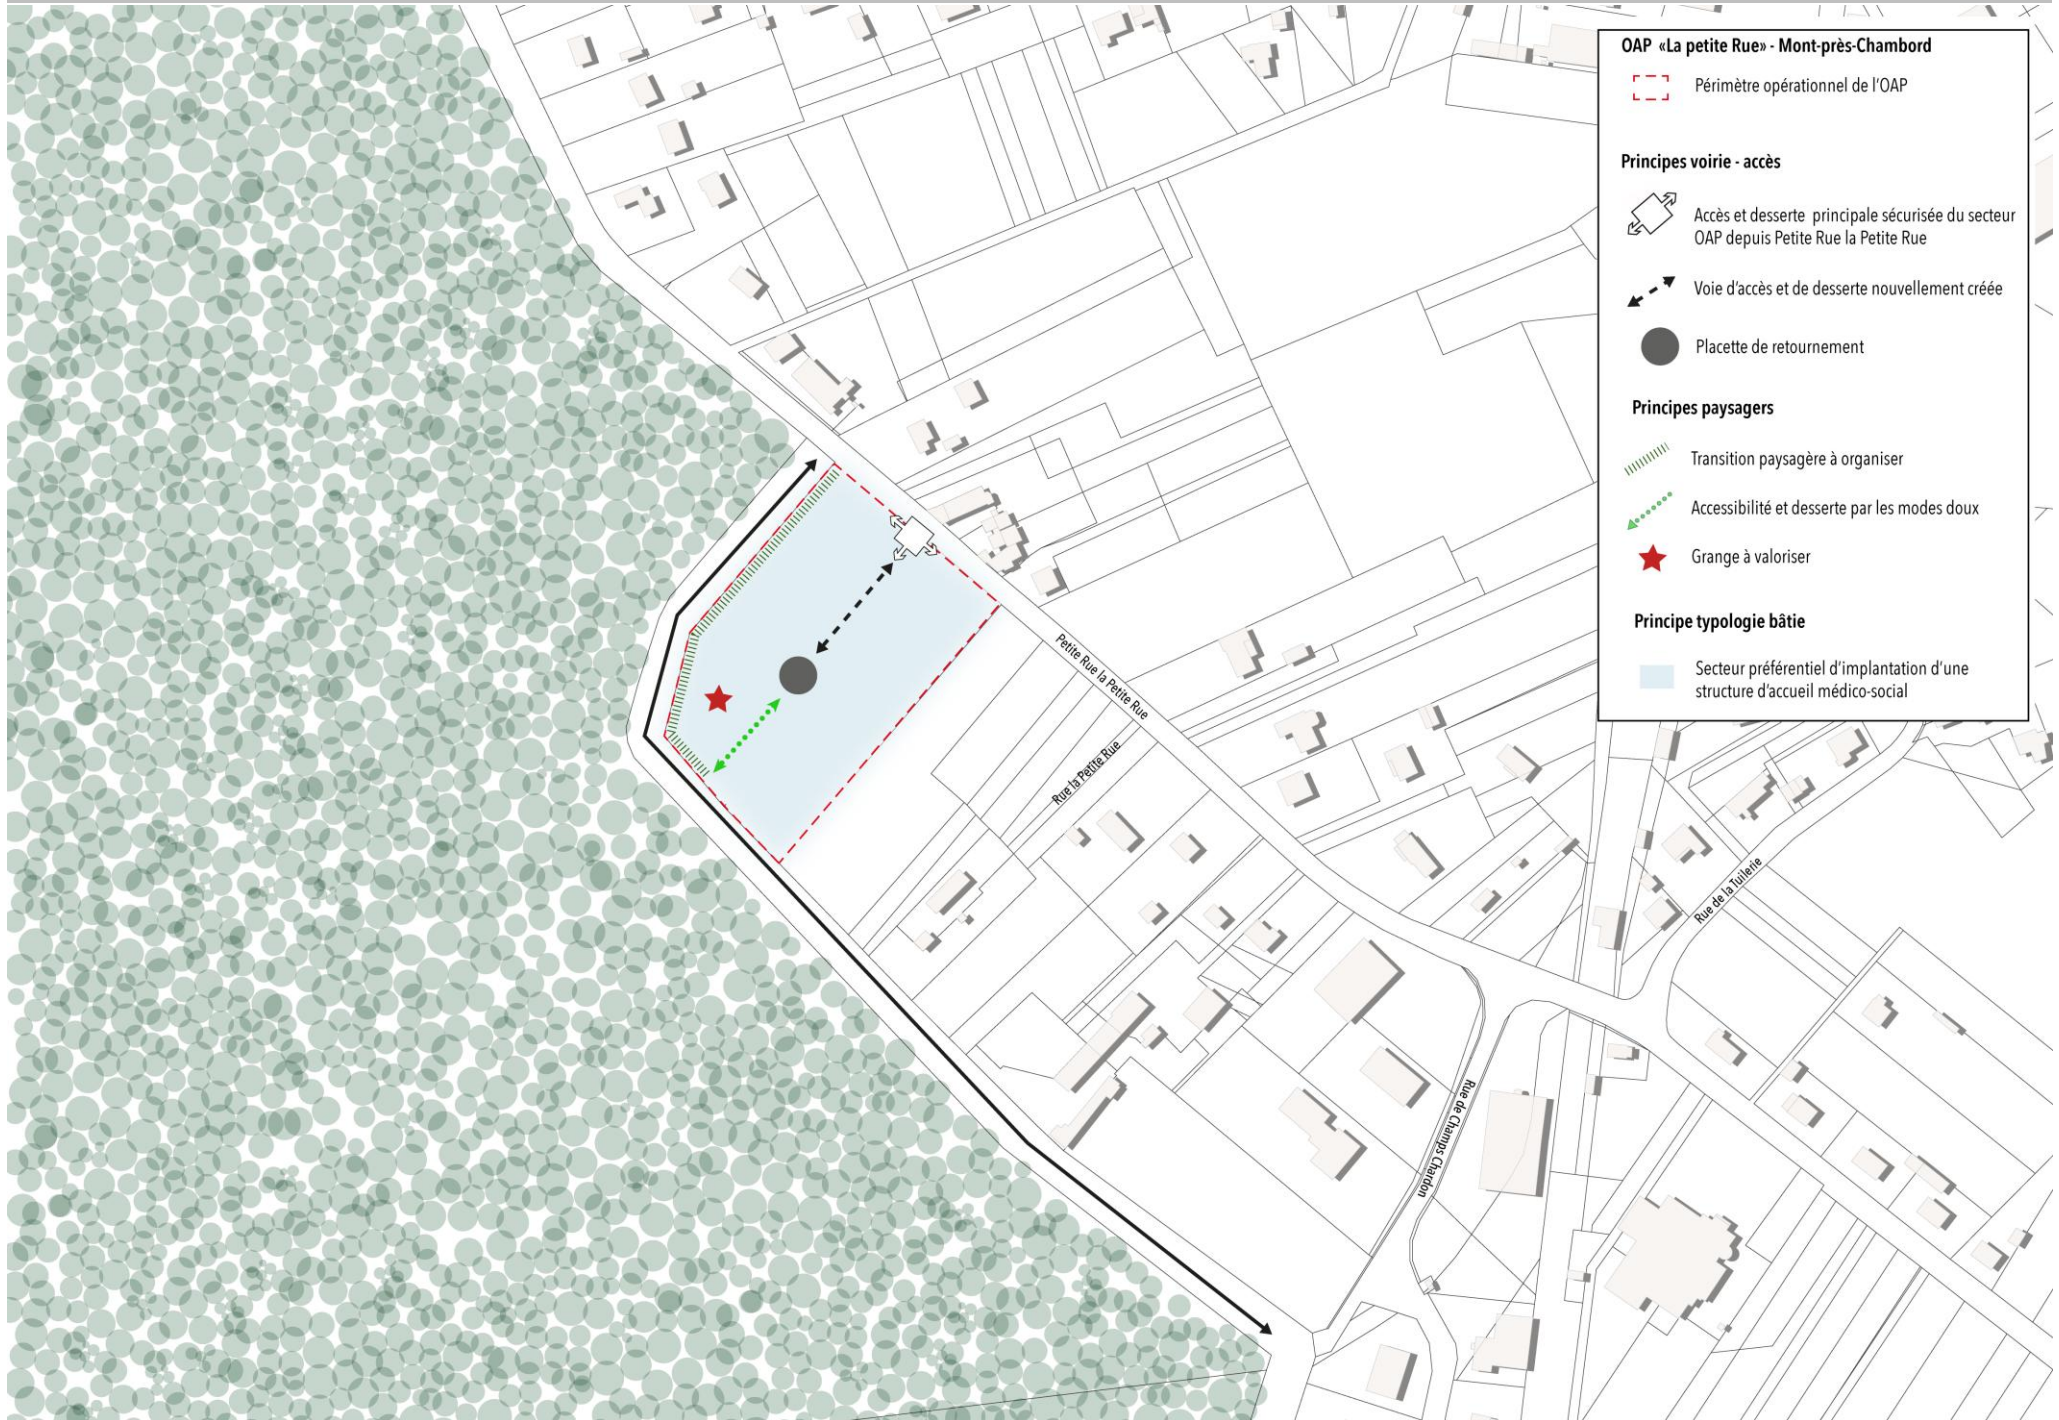 OAP «La petite Rue» - Mont-près-Chambord
Périmètre opérationnel de l'OAP
Principes voirie - accès
Accès et desserte principale sécurisée du secteur
OAP depuis Petite Rue la Petite Rue
Voie d'accès et de desserte nouvellement créée
Placette de retournement
Principes paysagers
Transition paysagère à organiser
Accessibilité et desserte par les modes doux
Grange à valoriser
Principe typologie bâtie
Secteur préférentiel d'implantation d'une
structure d'accueil médico-social
Petite Rue la Petite Rue
Rue la Petite Rue
Rue de la Tuilerie
Rue de Champs Chardon